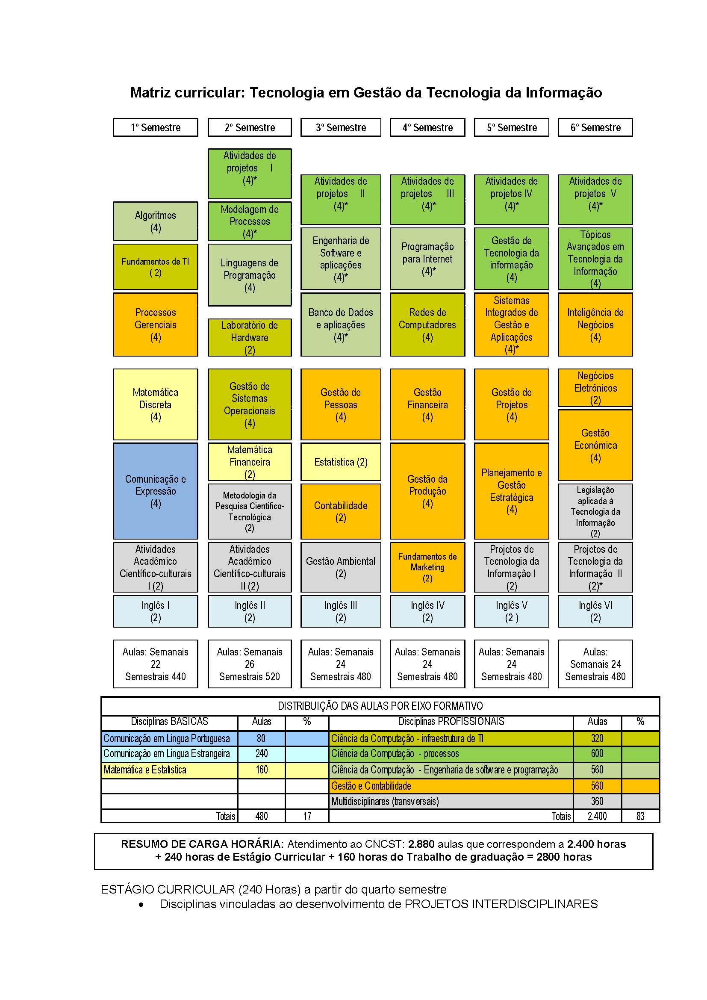 Matriz curricular: Tecnologia em Gestão da Tecnologia da Informação
1º Semestre
2º Semestre
3º Semestre
4º Semestre
5º Semestre
6º Semestre
Algoritmos
(4)
Fundamentos de TI
( 2)
Processos
Gerenciais
(4)
Matemática
Discreta
(4)
Comunicação e
Expressão
(4)
Atividades
Acadêmico
Científico-culturais
I (2)
Inglês I
(2)
Aulas: Semanais
22
Semestrais 440
Atividades de
projetos I
(4)*
Modelagem de
Processos
(4)*
Linguagens de
Programação
(4)
Laboratório de
Hardware
(2)
Gestão de
Sistemas
Operacionais
(4)
Matemática
Financeira
(2)
Metodologia da
Pesquisa Cientifico-
Tecnológica
(2)
Atividades
Acadêmico
Científico-culturais
II (2)
Inglês II
(2)
Aulas: Semanais
26
Semestrais 520
Atividades de
projetos II
(4)*
Engenharia de
Software e
aplicações
(4)*
Banco de Dados
e aplicações
(4)*
Gestão de
Pessoas
(4)
Estatística (2)
Contabilidade
(2)
Gestão Ambiental
(2)
Inglês III
(2)
Aulas: Semanais
24
Semestrais 480
Atividades de
projetos III
(4)*
Programação
para Internet
(4)*
Redes de
Computadores
(4)
Gestão
Financeira
(4)
Gestão da
Produção
(4)
Fundamentos de
Marketing
(2)
Inglês IV
(2)
Aulas: Semanais
24
Semestrais 480
Atividades de
projetos IV
(4)*
Gestão de
Tecnologia da
informação
(4)
Sistemas
Integrados de
Gestão e
Aplicações
(4)*
Gestão de
Projetos
(4)
Planejamento e
Gestão
Estratégica
(4)
Projetos de
Tecnologia da
Informação I
(2)
Inglês V
(2 )
Aulas: Semanais
24
Semestrais 480
Atividades de
projetos V
(4)*
Tópicos
Avançados em
Tecnologia da
Informação
(4)
Inteligência de
Negócios
(4)
Negócios
Eletrônicos
(2)
Gestão
Econômica
(4)
Legislação
aplicada à
Tecnologia da
Informação
(2)
Projetos de
Tecnologia da
Informação II
(2)*
Inglês VI
(2)
Aulas:
Semanais 24
Semestrais 480
DISTRIBUIÇÃO DAS AULAS POR EIXO FORMATIVO
Disciplinas BASICAS Aulas % Disciplinas PROFISSIONAIS Aulas %
Comunicação em Língua Portuguesa 80 Ciência da Computação - infraestrutura de TI 320
Comunicação em Língua Estrangeira 240 Ciência da Computação - processos 600
Matemática e Estatística 160 Ciência da Computação - Engenharia de software e programação 560
Gestão e Contabilidade 560
Multidisciplinares (transversais) 360
Totais 480 17 Totais 2.400 83
RESUMO DE CARGA HORÁRIA: Atendimento ao CNCST: 2.880 aulas que correspondem a 2.400 horas
+ 240 horas de Estágio Curricular + 160 horas do Trabalho de graduação = 2800 horas
ESTÁGIO CURRICULAR (240 Horas) a partir do quarto semestre
• Disciplinas vinculadas ao desenvolvimento de PROJETOS INTERDISCIPLINARES